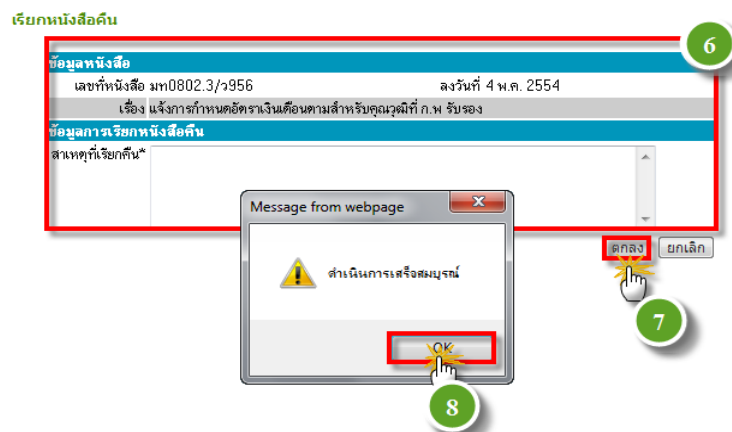 เรียกหนังสือคืน
6
ข้อมูลหนังสือ
เลขที่หนังสือ มท0802.3/ว956 ลงวันที่ 4 พ.ค. 2554
เรื่อง แจ้งการกำหนดอัตราเงินเดือนตามสำหรับคุณวุฒิที่ ก.พ รับรอง
ข้อมูลการเรียกหนังสือคืน
สาเหตุที่เรียกคืน*
Message from webpage
ดำเนินการเสร็จสมบูรณ์
ตกลง ยกเลิก
7
OK
8